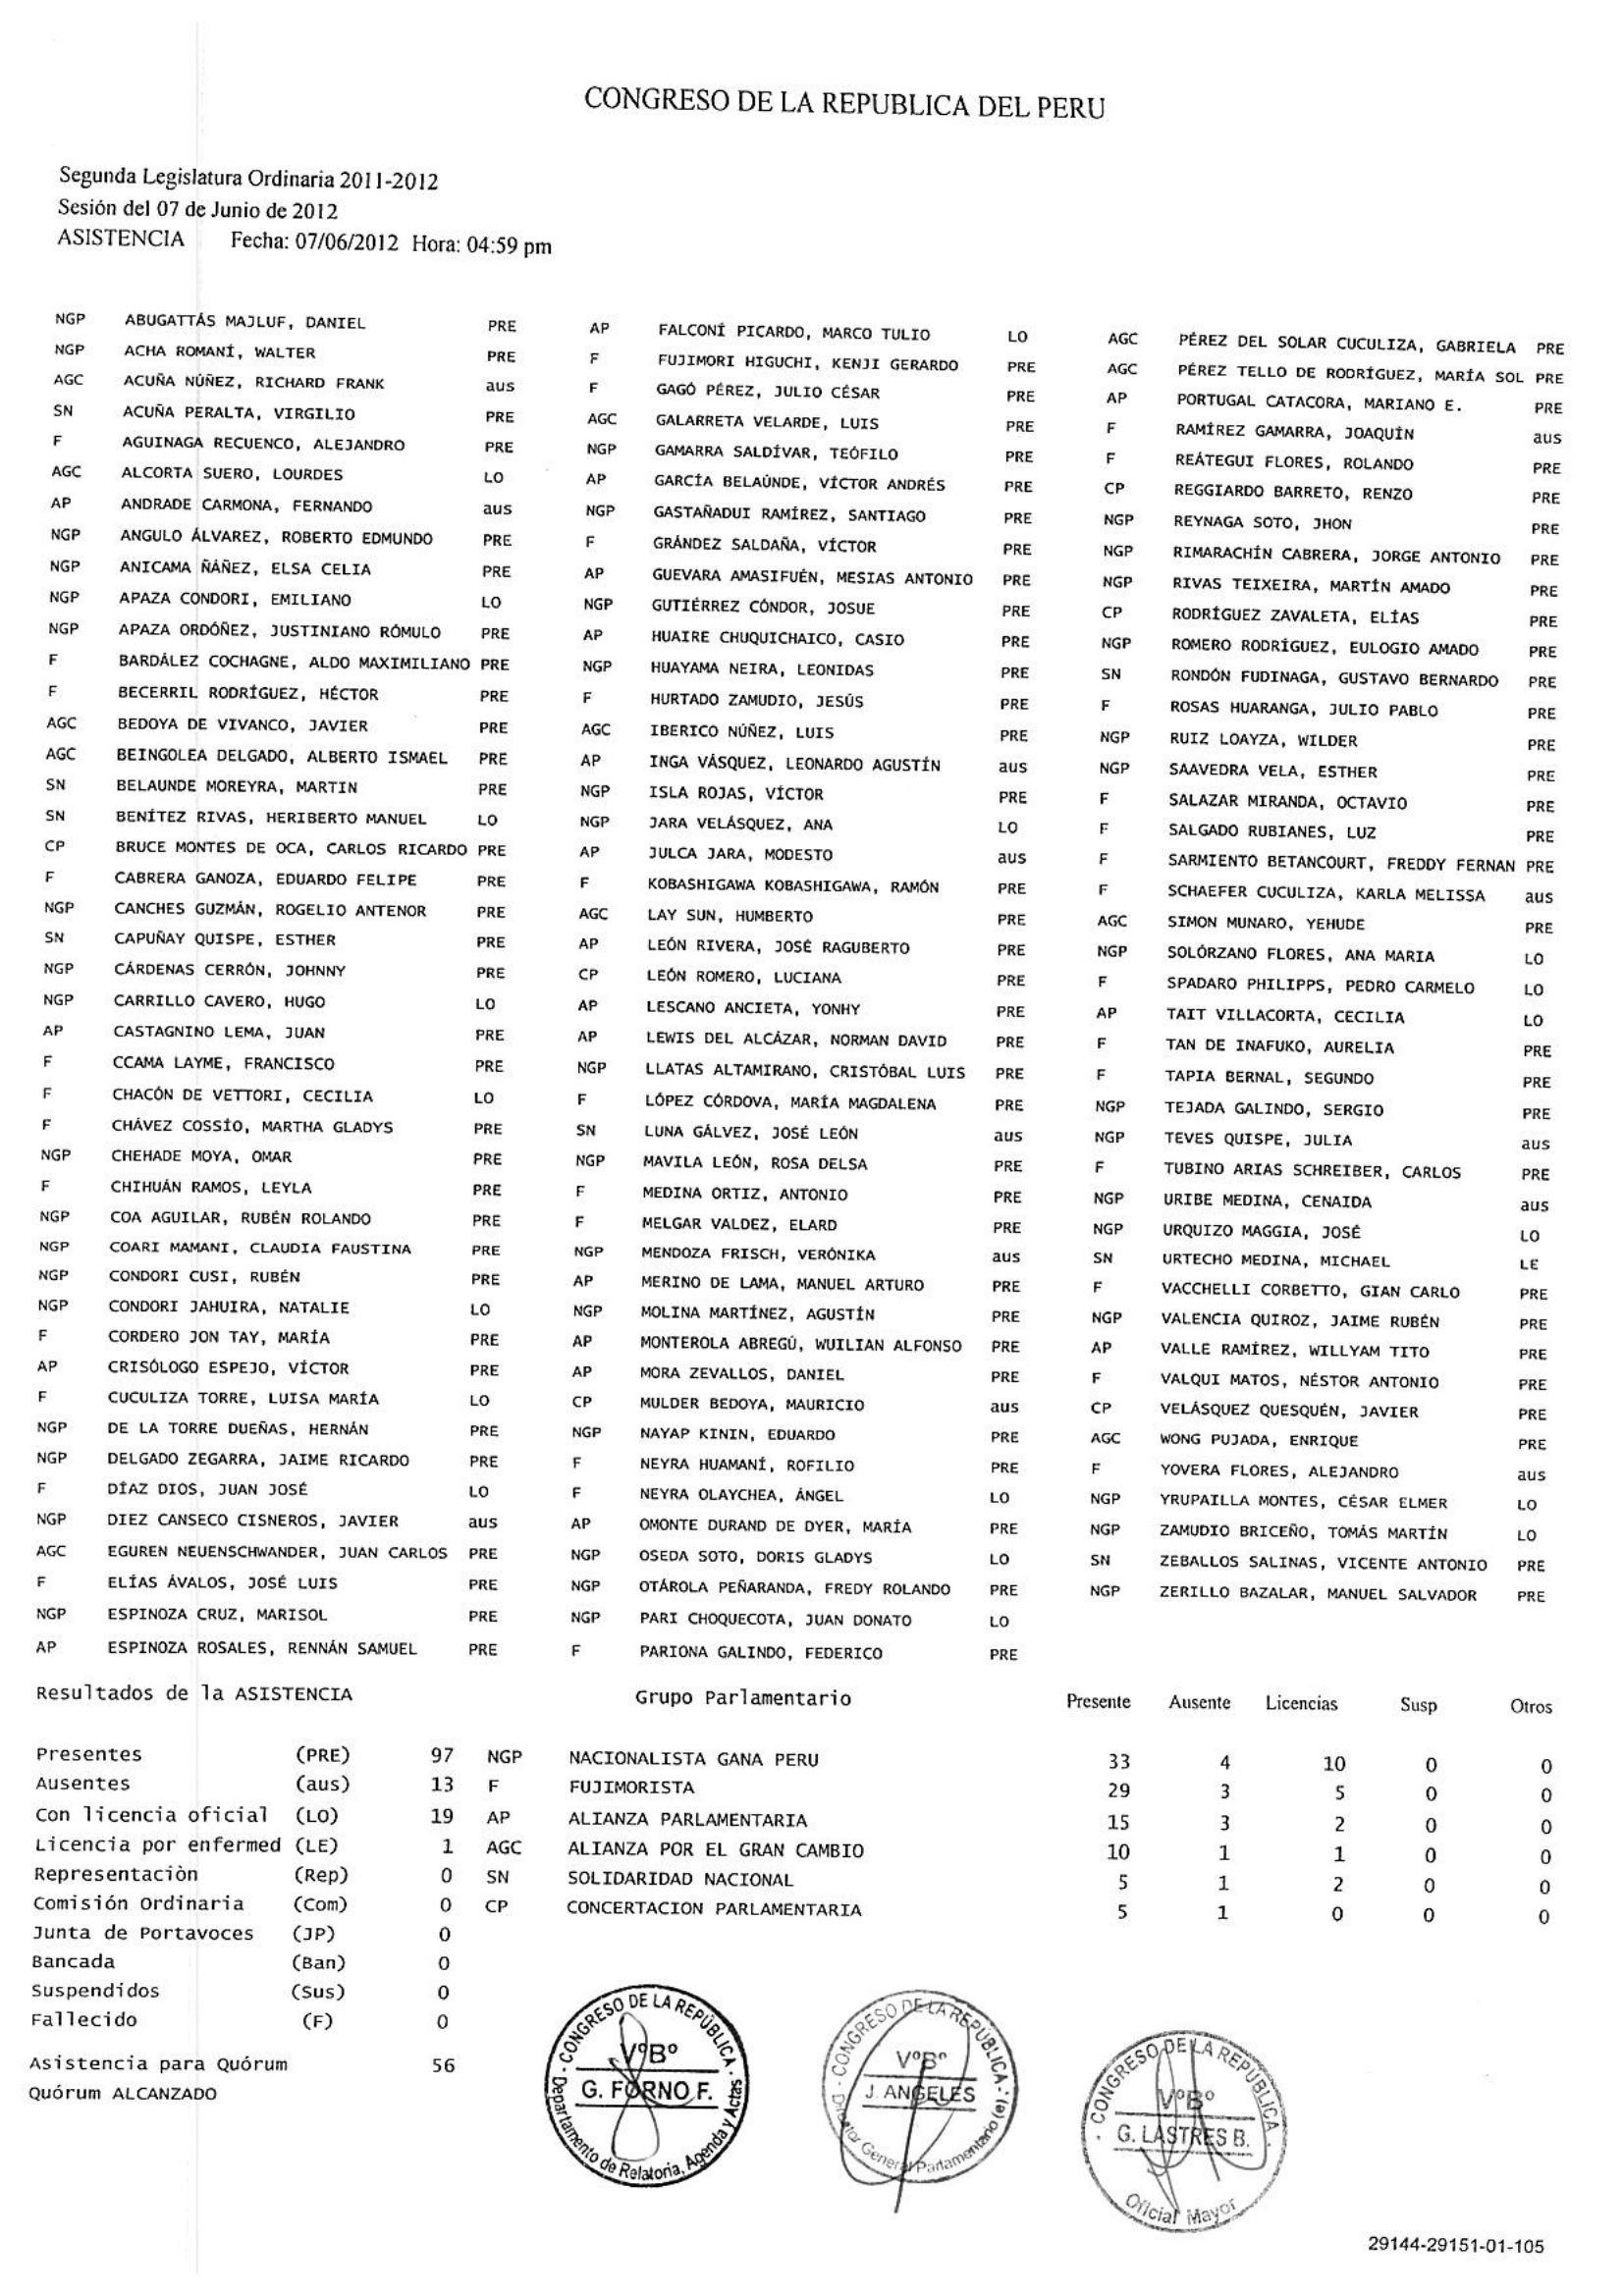 CONGRESO DE LA REPUBLICA DEL PERU
Segunda Legislatura Ordinaria 2011-2012
Sesión del 07 de Junio de 2012
ASISTENCIA Fecha: 07/06/2012 Hora: 04:59 pm
NGP ABUGATTÁS MAJLUF, DANIEL PRE
NGP ACHA ROMANÍ, WALTER PRE
AGC ACUÑA NÚÑEZ, RICHARD FRANK aus
SN ACUÑA PERALTA, VIRGILIO PRE
F AGUINAGA RECUENCO, ALEJANDRO PRE
AGC ALCORTA SUERO, LOURDES LO
AP ANDRADE CARMONA, FERNANDO aus
NGP ANGULO ÁLVAREZ, ROBERTO EDMUNDO PRE
NGP ANICAMA ÑÁÑEZ, ELSA CELIA PRE
NGP APAZA CONDORI, EMILIANO LO
NGP APAZA ORDÓÑEZ, JUSTINIANO RÓMULO PRE
F BARDÁLEZ COCHAGNE, ALDO MAXIMILIANO PRE
F BECERRIL RODRÍGUEZ, HÉCTOR PRE
AGC BEDOYA DE VIVANCO, JAVIER PRE
AGC BEINGOLEA DELGADO, ALBERTO ISMAEL PRE
SN BELAUNDE MOREYRA, MARTIN PRE
SN BENÍTEZ RIVAS, HERIBERTO MANUEL LO
CP BRUCE MONTES DE OCA, CARLOS RICARDO PRE
F CABRERA GANOZA, EDUARDO FELIPE PRE
NGP CANCHES GUZMÁN, ROGELIO ANTENOR PRE
SN CAPUÑAY QUISPE, ESTHER PRE
NGP CÁRDENAS CERRÓN, JOHNNY PRE
NGP CARRILLO CAVERO, HUGO LO
AP CASTAGNINO LEMA, JUAN PRE
F CCAMA LAYME, FRANCISCO PRE
F CHACÓN DE VETTORI, CECILIA LO
F CHÁVEZ COSSÍO, MARTHA GLADYS PRE
NGP CHEHADE MOYA, OMAR PRE
F CHIHUÁN RAMOS, LEYLA PRE
NGP COA AGUILAR, RUBÉN ROLANDO PRE
NGP COARI MAMANI, CLAUDIA FAUSTINA PRE
NGP CONDORI CUSI, RUBÉN PRE
NGP CONDORI JAHUIRA, NATALIE LO
F CORDERO JON TAY, MARÍA PRE
AP CRISÓLOGO ESPEJO, VÍCTOR PRE
F CUCULIZA TORRE, LUISA MARÍA LO
NGP DE LA TORRE DUEÑAS, HERNÁN PRE
NGP DELGADO ZEGARRA, JAIME RICARDO PRE
F DÍAZ DIOS, JUAN JOSÉ LO
NGP DIEZ CANSECO CISNEROS, JAVIER aus
AGC EGUREN NEUENSCHWANDER, JUAN CARLOS PRE
F ELÍAS ÁVALOS, JOSÉ LUIS PRE
NGP ESPINOZA CRUZ, MARISOL PRE
AP ESPINOZA ROSALES, RENNÁN SAMUEL PRE
AP FALCONÍ PICARDO, MARCO TULIO LO
F FUJIMORI HIGUCHI, KENJI GERARDO PRE
F GAGÓ PÉREZ, JULIO CÉSAR PRE
AGC GALARRETA VELARDE, LUIS PRE
NGP GAMARRA SALDÍVAR, TEÓFILO PRE
AP GARCÍA BELAÚNDE, VÍCTOR ANDRÉS PRE
NGP GASTAÑADUI RAMÍREZ, SANTIAGO PRE
F GRÁNDEZ SALDAÑA, VÍCTOR PRE
AP GUEVARA AMASIFUÉN, MESIAS ANTONIO PRE
NGP GUTIÉRREZ CÓNDOR, JOSUE PRE
AP HUAIRE CHUQUICHAICO, CASIO PRE
NGP HUAYAMA NEIRA, LEONIDAS PRE
F HURTADO ZAMUDIO, JESÚS PRE
AGC IBERICO NÚÑEZ, LUIS PRE
AP INGA VÁSQUEZ, LEONARDO AGUSTÍN aus
NGP ISLA ROJAS, VÍCTOR PRE
NGP JARA VELÁSQUEZ, ANA LO
AP JULCA JARA, MODESTO aus
F KOBASHIGAWA KOBASHIGAWA, RAMÓN PRE
AGC LAY SUN, HUMBERTO PRE
AP LEÓN RIVERA, JOSÉ RAGUBERTO PRE
CP LEÓN ROMERO, LUCIANA PRE
AP LESCANO ANCIETA, YONHY PRE
AP LEWIS DEL ALCÁZAR, NORMAN DAVID PRE
NGP LLATAS ALTAMIRANO, CRISTÓBAL LUIS PRE
F LÓPEZ CÓRDOVA, MARÍA MAGDALENA PRE
SN LUNA GÁLVEZ, JOSÉ LEÓN aus
NGP MAVILA LEÓN, ROSA DELSA PRE
F MEDINA ORTIZ, ANTONIO PRE
F MELGAR VALDEZ, ELARD PRE
NGP MENDOZA FRISCH, VERÓNIKA aus
AP MERINO DE LAMA, MANUEL ARTURO PRE
NGP MOLINA MARTÍNEZ, AGUSTÍN PRE
AP MONTEROLA ABREGÚ, WUILIAN ALFONSO PRE
AP MORA ZEVALLOS, DANIEL PRE
CP MULDER BEDOYA, MAURICIO aus
NGP NAYAP KININ, EDUARDO PRE
F NEYRA HUAMANÍ, ROFILIO PRE
F NEYRA OLAYCHEA, ÁNGEL LO
AP OMONTE DURAND DE DYER, MARÍA PRE
NGP OSEDA SOTO, DORIS GLADYS LO
NGP OTÁROLA PEÑARANDA, FREDY ROLANDO PRE
NGP PARI CHOQUECOTA, JUAN DONATO LO
F PARIONA GALINDO, FEDERICO PRE
AGC PÉREZ DEL SOLAR CUCULIZA, GABRIELA PRE
AGC PÉREZ TELLO DE RODRÍGUEZ, MARÍA SOL PRE
AP PORTUGAL CATACORA, MARIANO E. PRE
F RAMÍREZ GAMARRA, JOAQUÍN aus
F REÁTEGUI FLORES, ROLANDO PRE
CP REGGIARDO BARRETO, RENZO PRE
NGP REYNAGA SOTO, JHON PRE
NGP RIMARACHÍN CABRERA, JORGE ANTONIO PRE
NGP RIVAS TEIXEIRA, MARTÍN AMADO PRE
CP RODRÍGUEZ ZAVALETA, ELÍAS PRE
NGP ROMERO RODRÍGUEZ, EULOGIO AMADO PRE
SN RONDÓN FUDINAGA, GUSTAVO BERNARDO PRE
F ROSAS HUARANGA, JULIO PABLO PRE
NGP RUIZ LOAYZA, WILDER PRE
NGP SAAVEDRA VELA, ESTHER PRE
F SALAZAR MIRANDA, OCTAVIO PRE
F SALGADO RUBIANES, LUZ PRE
F SARMIENTO BETANCOURT, FREDDY FERNAN PRE
F SCHAEFER CUCULIZA, KARLA MELISSA aus
AGC SIMON MUNARO, YEHUDE PRE
NGP SOLÓRZANO FLORES, ANA MARIA LO
F SPADARO PHILIPPS, PEDRO CARMELO LO
AP TAIT VILLACORTA, CECILIA LO
F TAN DE INAFUKO, AURELIA PRE
F TAPIA BERNAL, SEGUNDO PRE
NGP TEJADA GALINDO, SERGIO PRE
NGP TEVES QUISPE, JULIA aus
F TUBINO ARIAS SCHREIBER, CARLOS PRE
NGP URIBE MEDINA, CENAIDA aus
NGP URQUIZO MAGGIA, JOSÉ LO
SN URTECHO MEDINA, MICHAEL LE
F VACCHELLI CORBETTO, GIAN CARLO PRE
NGP VALENCIA QUIROZ, JAIME RUBÉN PRE
AP VALLE RAMÍREZ, WILLYAM TITO PRE
F VALQUI MATOS, NÉSTOR ANTONIO PRE
CP VELÁSQUEZ QUESQUÉN, JAVIER PRE
AGC WONG PUJADA, ENRIQUE PRE
F YOVERA FLORES, ALEJANDRO aus
NGP YRUPAILLA MONTES, CÉSAR ELMER LO
NGP ZAMUDIO BRICEÑO, TOMÁS MARTÍN LO
SN ZEBALLOS SALINAS, VICENTE ANTONIO PRE
NGP ZERILLO BAZALAR, MANUEL SALVADOR PRE
Resultados de la ASISTENCIA
Presentes (PRE) 97
Ausentes (aus) 13
Con licencia oficial (LO) 19
Licencia por enfermed (LE) 1
Representaciòn (Rep) 0
Comisión Ordinaria (Com) 0
Junta de Portavoces (JP) 0
Bancada (Ban) 0
Suspendidos (Sus) 0
Fallecido (F) 0
Asistencia para Quórum 56
Quórum ALCANZADO
Grupo Parlamentario Presente Ausente Licencias Susp Otros
NGP NACIONALISTA GANA PERU 33 4 10 0 0
F FUJIMORISTA 29 3 5 0 0
AP ALIANZA PARLAMENTARIA 15 3 2 0 0
AGC ALIANZA POR EL GRAN CAMBIO 10 1 1 0 0
SN SOLIDARIDAD NACIONAL 5 1 2 0 0
CP CONCERTACION PARLAMENTARIA 5 1 0 0 0
CONGRESO DE LA REPÚBLICA
VºBº
G. FORNO F.
Departamento de Relatoria, Agenda y Actas
CONGRESO DE LA REPÚBLICA
VºBº
J. ANGELES
Director General Parlamentario (e)
CONGRESO DE LA REPÚBLICA
VºBº
G. LASTRES B.
Oficial Mayor
29144-29151-01-105